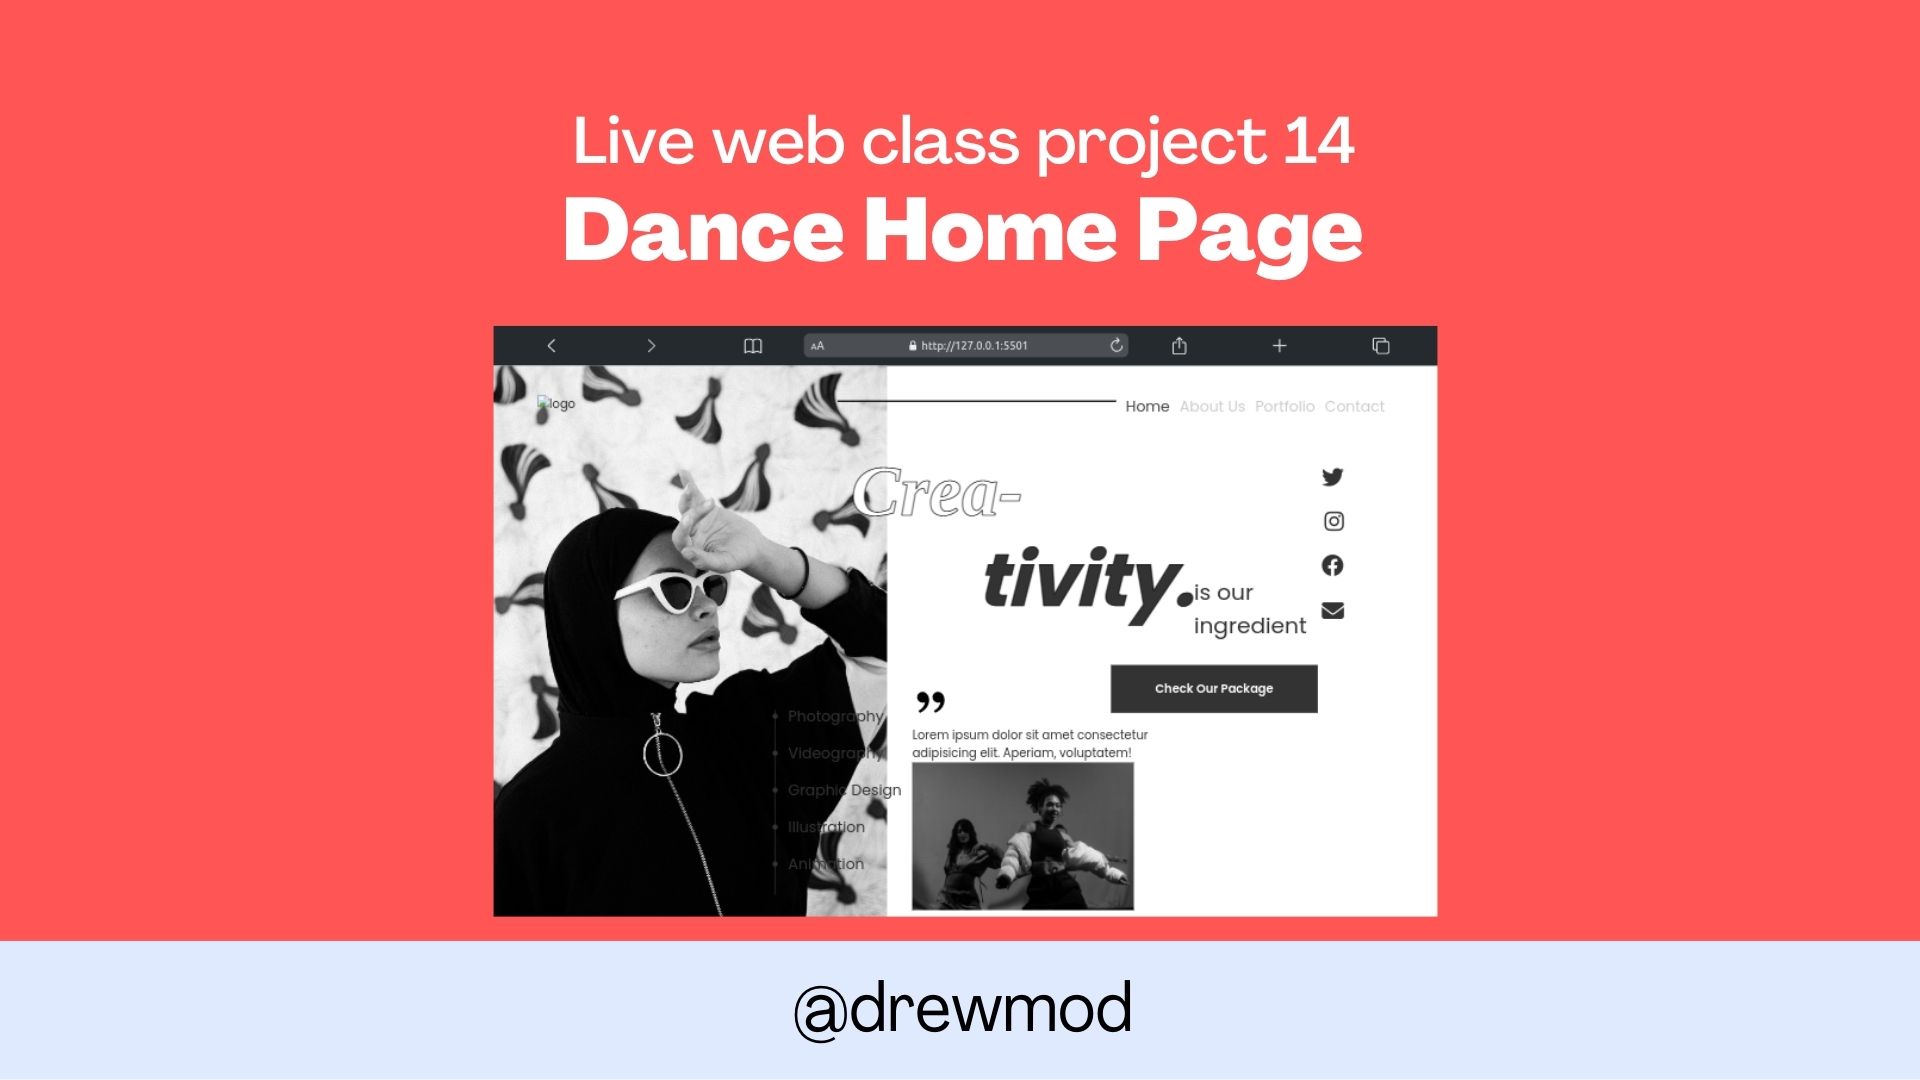 Live web class project 14
Dance Home Page
AA http://127.0.0.1:5501
logo
Home About Us Portfolio Contact
Crea-
tivity.
is our
ingredient
Check Our Package
Lorem ipsum dolor sit amet consectetur
adipisicing elit. Aperiam, voluptatem!
Photography
Videography
Graphic Design
Illustration
Animation
@drewmod